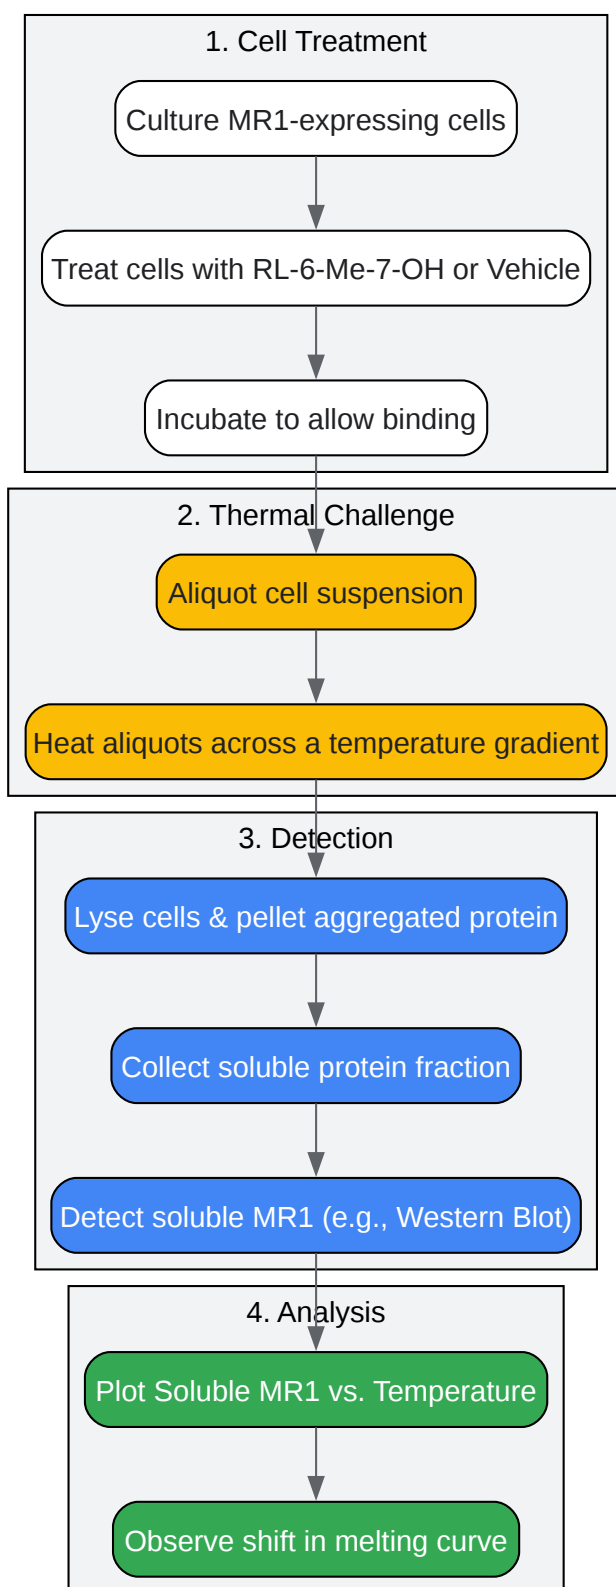 1. Cell Treatment
Culture MR1-expressing cells
Treat cells with RL-6-Me-7-OH or Vehicle
Incubate to allow binding
2. Thermal Challenge
Aliquot cell suspension
Heat aliquots across a temperature gradient
3. Detection
Lyse cells & pellet aggregated protein
Collect soluble protein fraction
Detect soluble MR1 (e.g., Western Blot)
4. Analysis
Plot Soluble MR1 vs. Temperature
Observe shift in melting curve